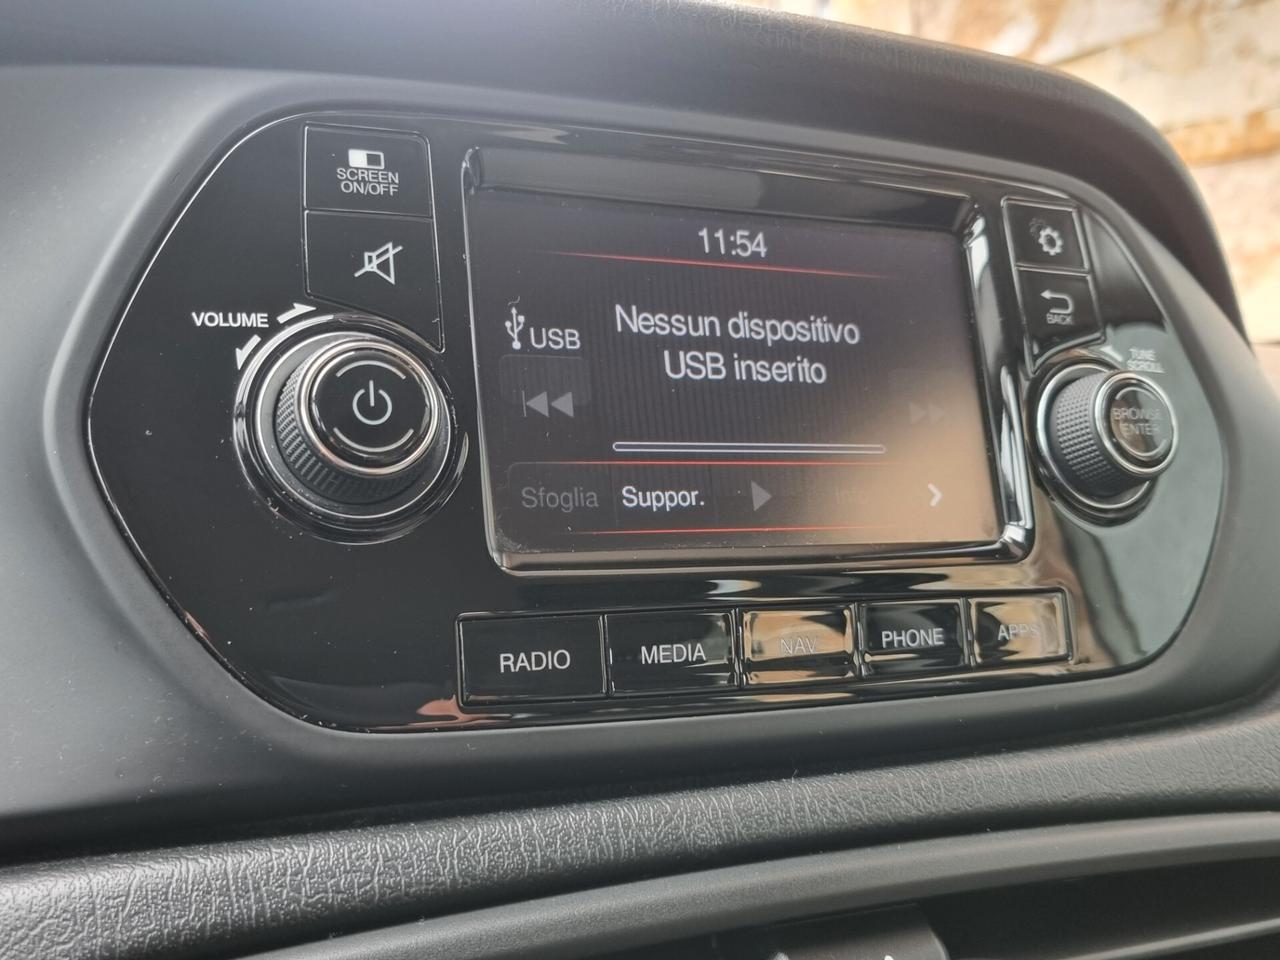 SCREEN
ON/OFF
VOLUME
11:54
USB
Nessun dispositivo
USB inserito
Sfoglia
Suppor.
Info
BACK
TUNE
SCROLL
BROWSE
ENTER
RADIO
MEDIA
NAV
PHONE
APPS